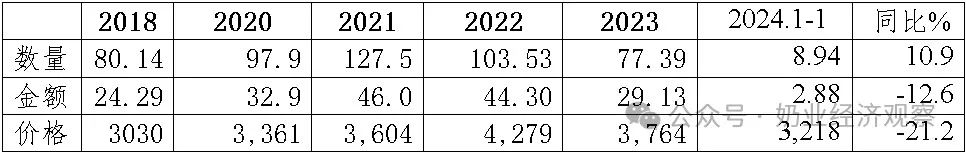 2018 2020 2021 2022 2023 2024.1-1 同比%
数量 80.14 97.9 127.5 103.53 77.39 8.94 10.9
金额 24.29 32.9 46.0 44.30 29.13 2.88 -12.6
公众号·奶业经济观察
价格 3030 3,361 3,604 4,279 3,764 3,218 -21.2